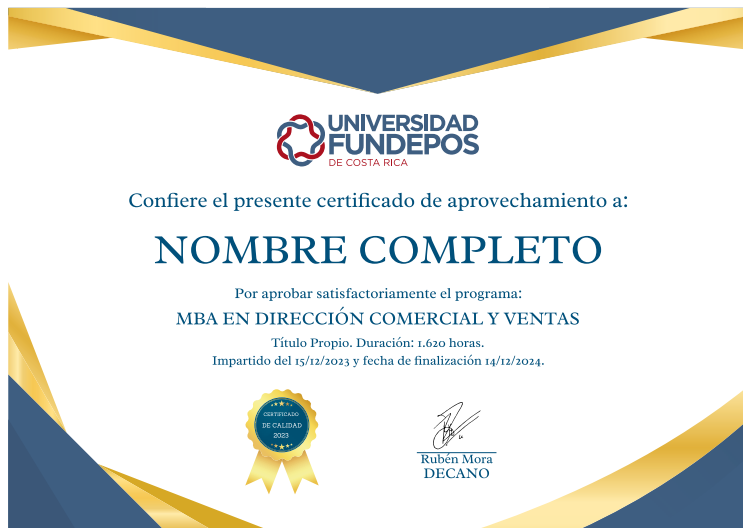 UNIVERSIDAD
FUNDEPOS
DE COSTA RICA
Confiere el presente certificado de aprovechamiento a:
NOMBRE COMPLETO
Por aprobar satisfactoriamente el programa:
MBA EN DIRECCIÓN COMERCIAL Y VENTAS
Título Propio. Duración: 1.620 horas.
Impartido del 15/12/2023 y fecha de finalización 14/12/2024.
CERTIFICADO
DE CALIDAD
2023
Rubén Mora
DECANO